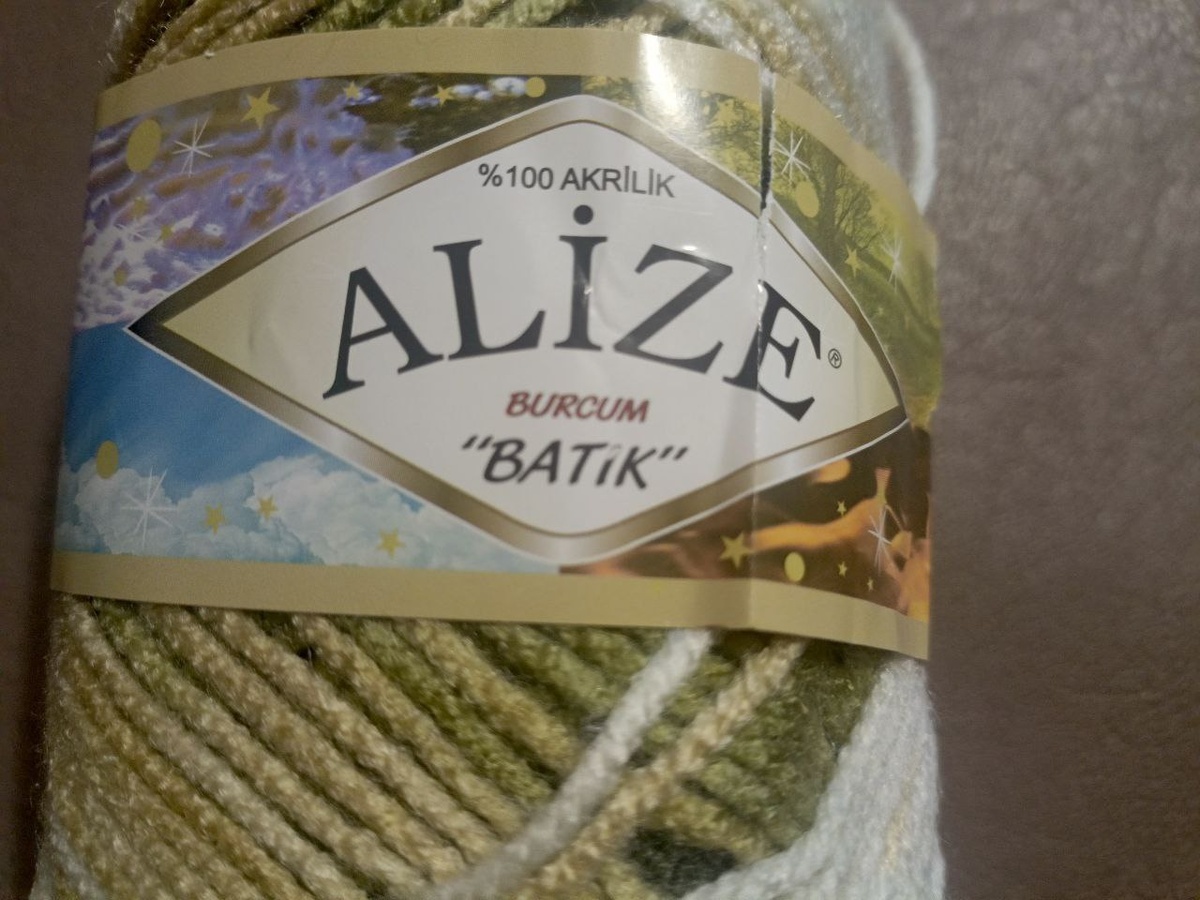 %100 AKRİLİK
ALİZE®
BURCUM
"BATİK"